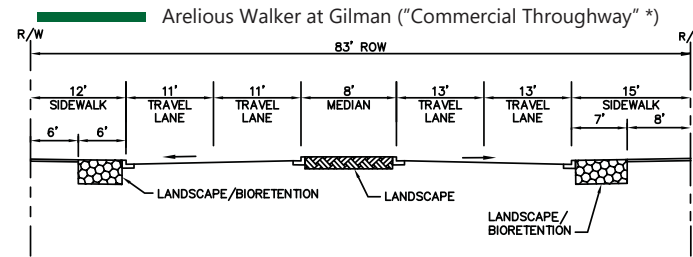 Arelious Walker at Gilman ("Commercial Throughway" *)
R/W
R/
83' ROW
12' 11' 11' 8' 13' 13' 15'
SIDEWALK TRAVEL TRAVEL MEDIAN TRAVEL TRAVEL SIDEWALK
LANE LANE LANE LANE
6' 6' 7' 8'
LANDSCAPE/BIORETENTION
LANDSCAPE
LANDSCAPE/
BIORETENTION